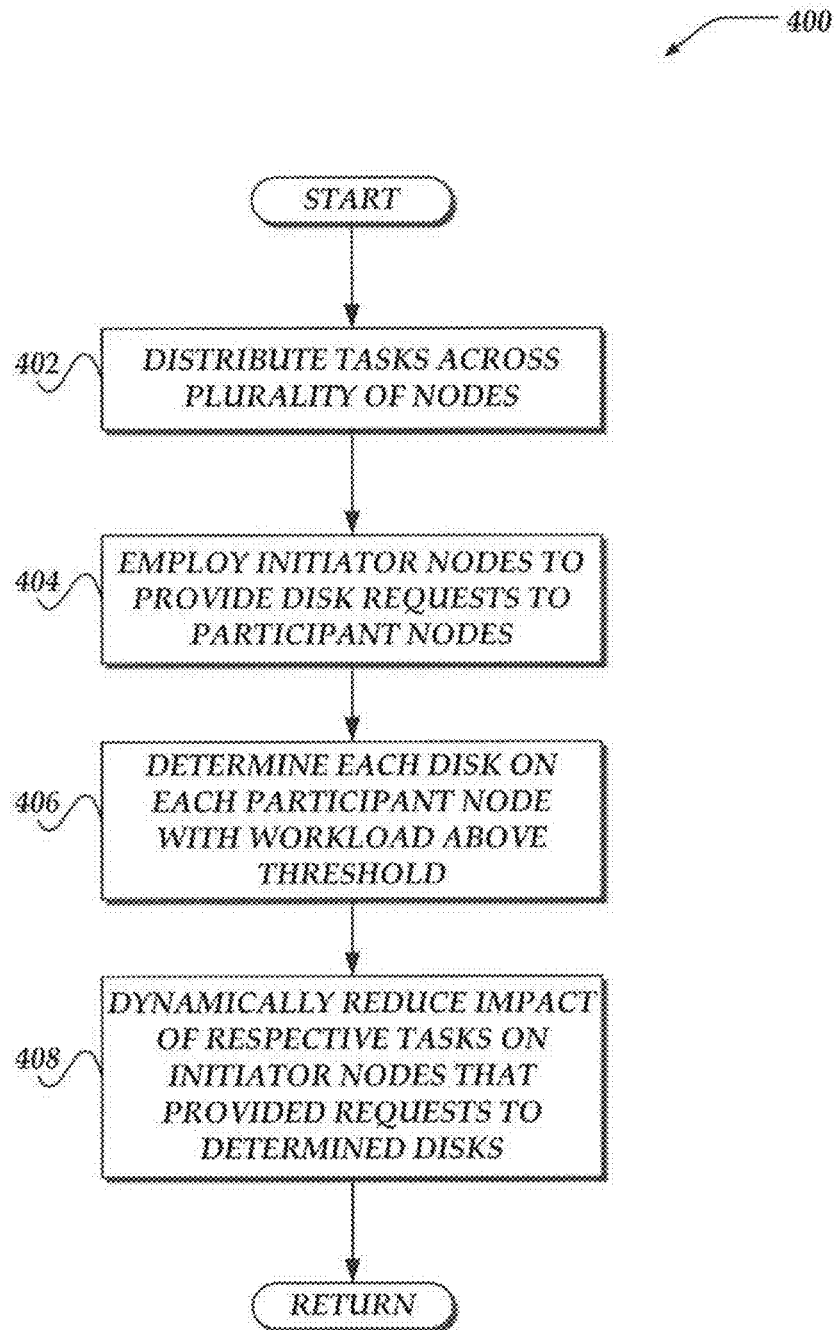 400
START
402
DISTRIBUTE TASKS ACROSS
PLURALITY OF NODES
404
EMPLOY INITIATOR NODES TO
PROVIDE DISK REQUESTS TO
PARTICIPANT NODES
406
DETERMINE EACH DISK ON
EACH PARTICIPANT NODE
WITH WORKLOAD ABOVE
THRESHOLD
408
DYNAMICALLY REDUCE IMPACT
OF RESPECTIVE TASKS ON
INITIATOR NODES THAT
PROVIDED REQUESTS TO
DETERMINED DISKS
RETURN